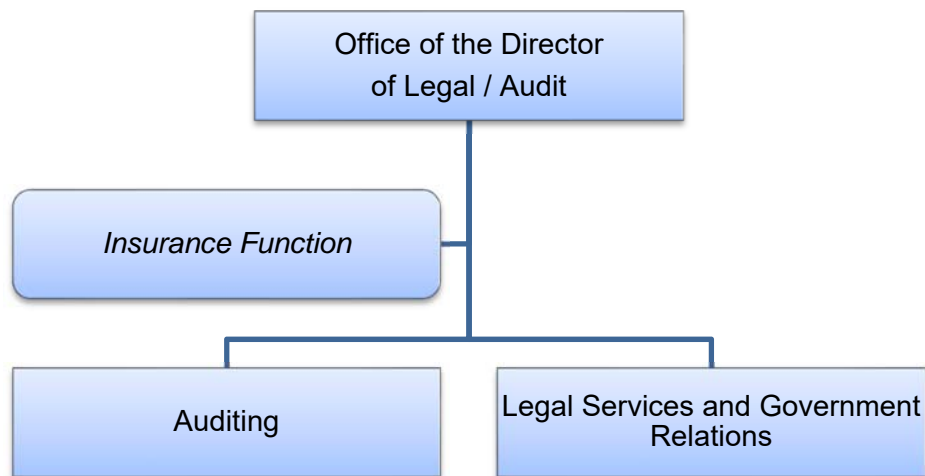 Office of the Director
of Legal / Audit
Insurance Function
Auditing
Legal Services and Government
Relations